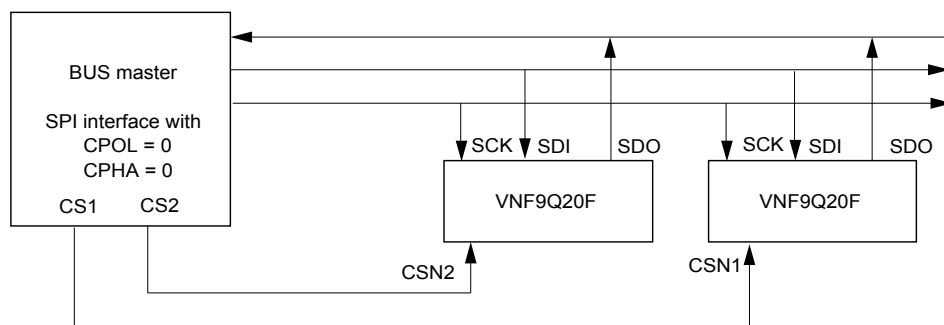 BUS master
SPI interface with
CPOL = 0
CPHA = 0
CS1 CS2
SCK SDI SDO
VNF9Q20F
CSN2
SCK SDI SDO
VNF9Q20F
CSN1